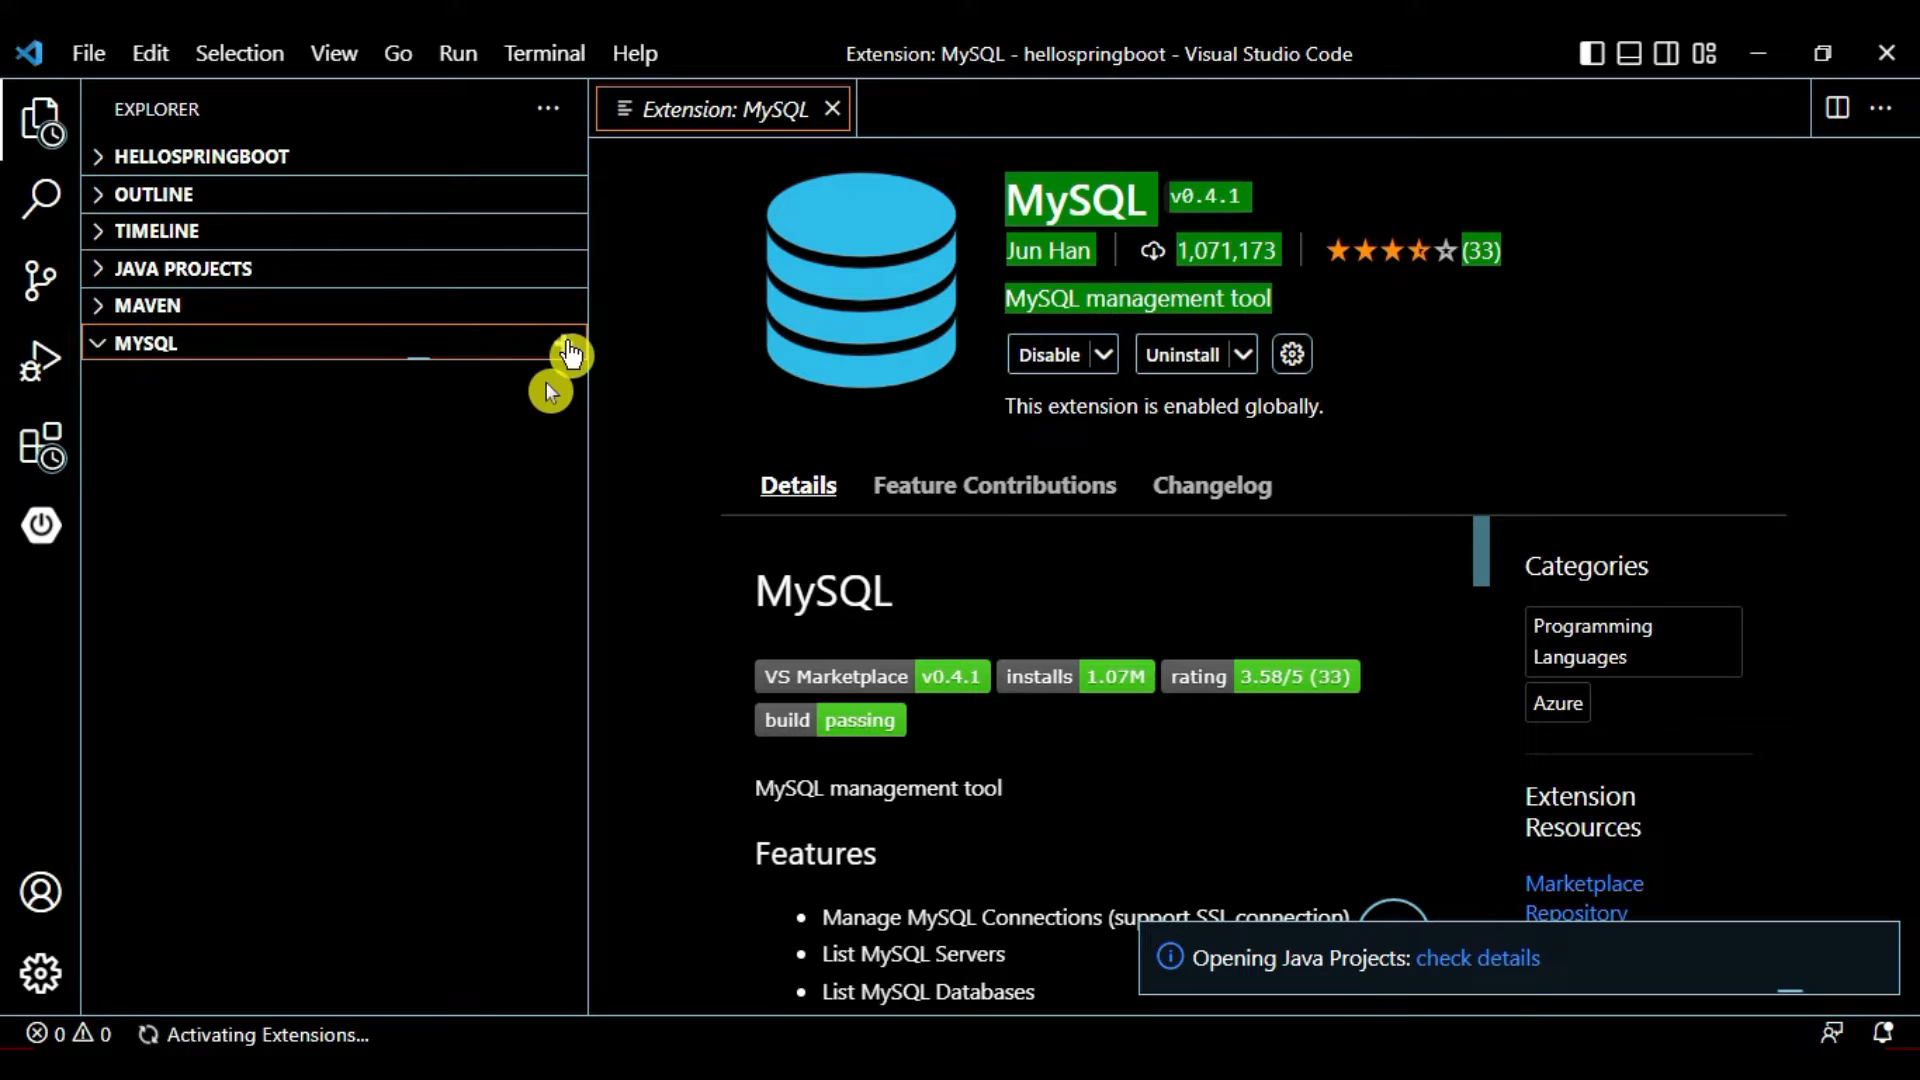 File Edit Selection View Go Run Terminal Help Extension: MySQL - hellospringboot - Visual Studio Code
EXPLORER
Extension: MySQL
HELLOSPRINGBOOT
OUTLINE
TIMELINE
JAVA PROJECTS
MAVEN
MYSQL
MySQL v0.4.1
Jun Han 1,071,173 (33)
MySQL management tool
Disable Uninstall
This extension is enabled globally.
Details Feature Contributions Changelog
MySQL
VS Marketplace v0.4.1 installs 1.07M rating 3.58/5 (33)
build passing
MySQL management tool
Features
• Manage MySQL Connections (support SSL connection)
• List MySQL Servers
• List MySQL Databases
Categories
Programming
Languages
Azure
Extension
Resources
Marketplace
Repository
Opening Java Projects: check details
0 0 Activating Extensions...